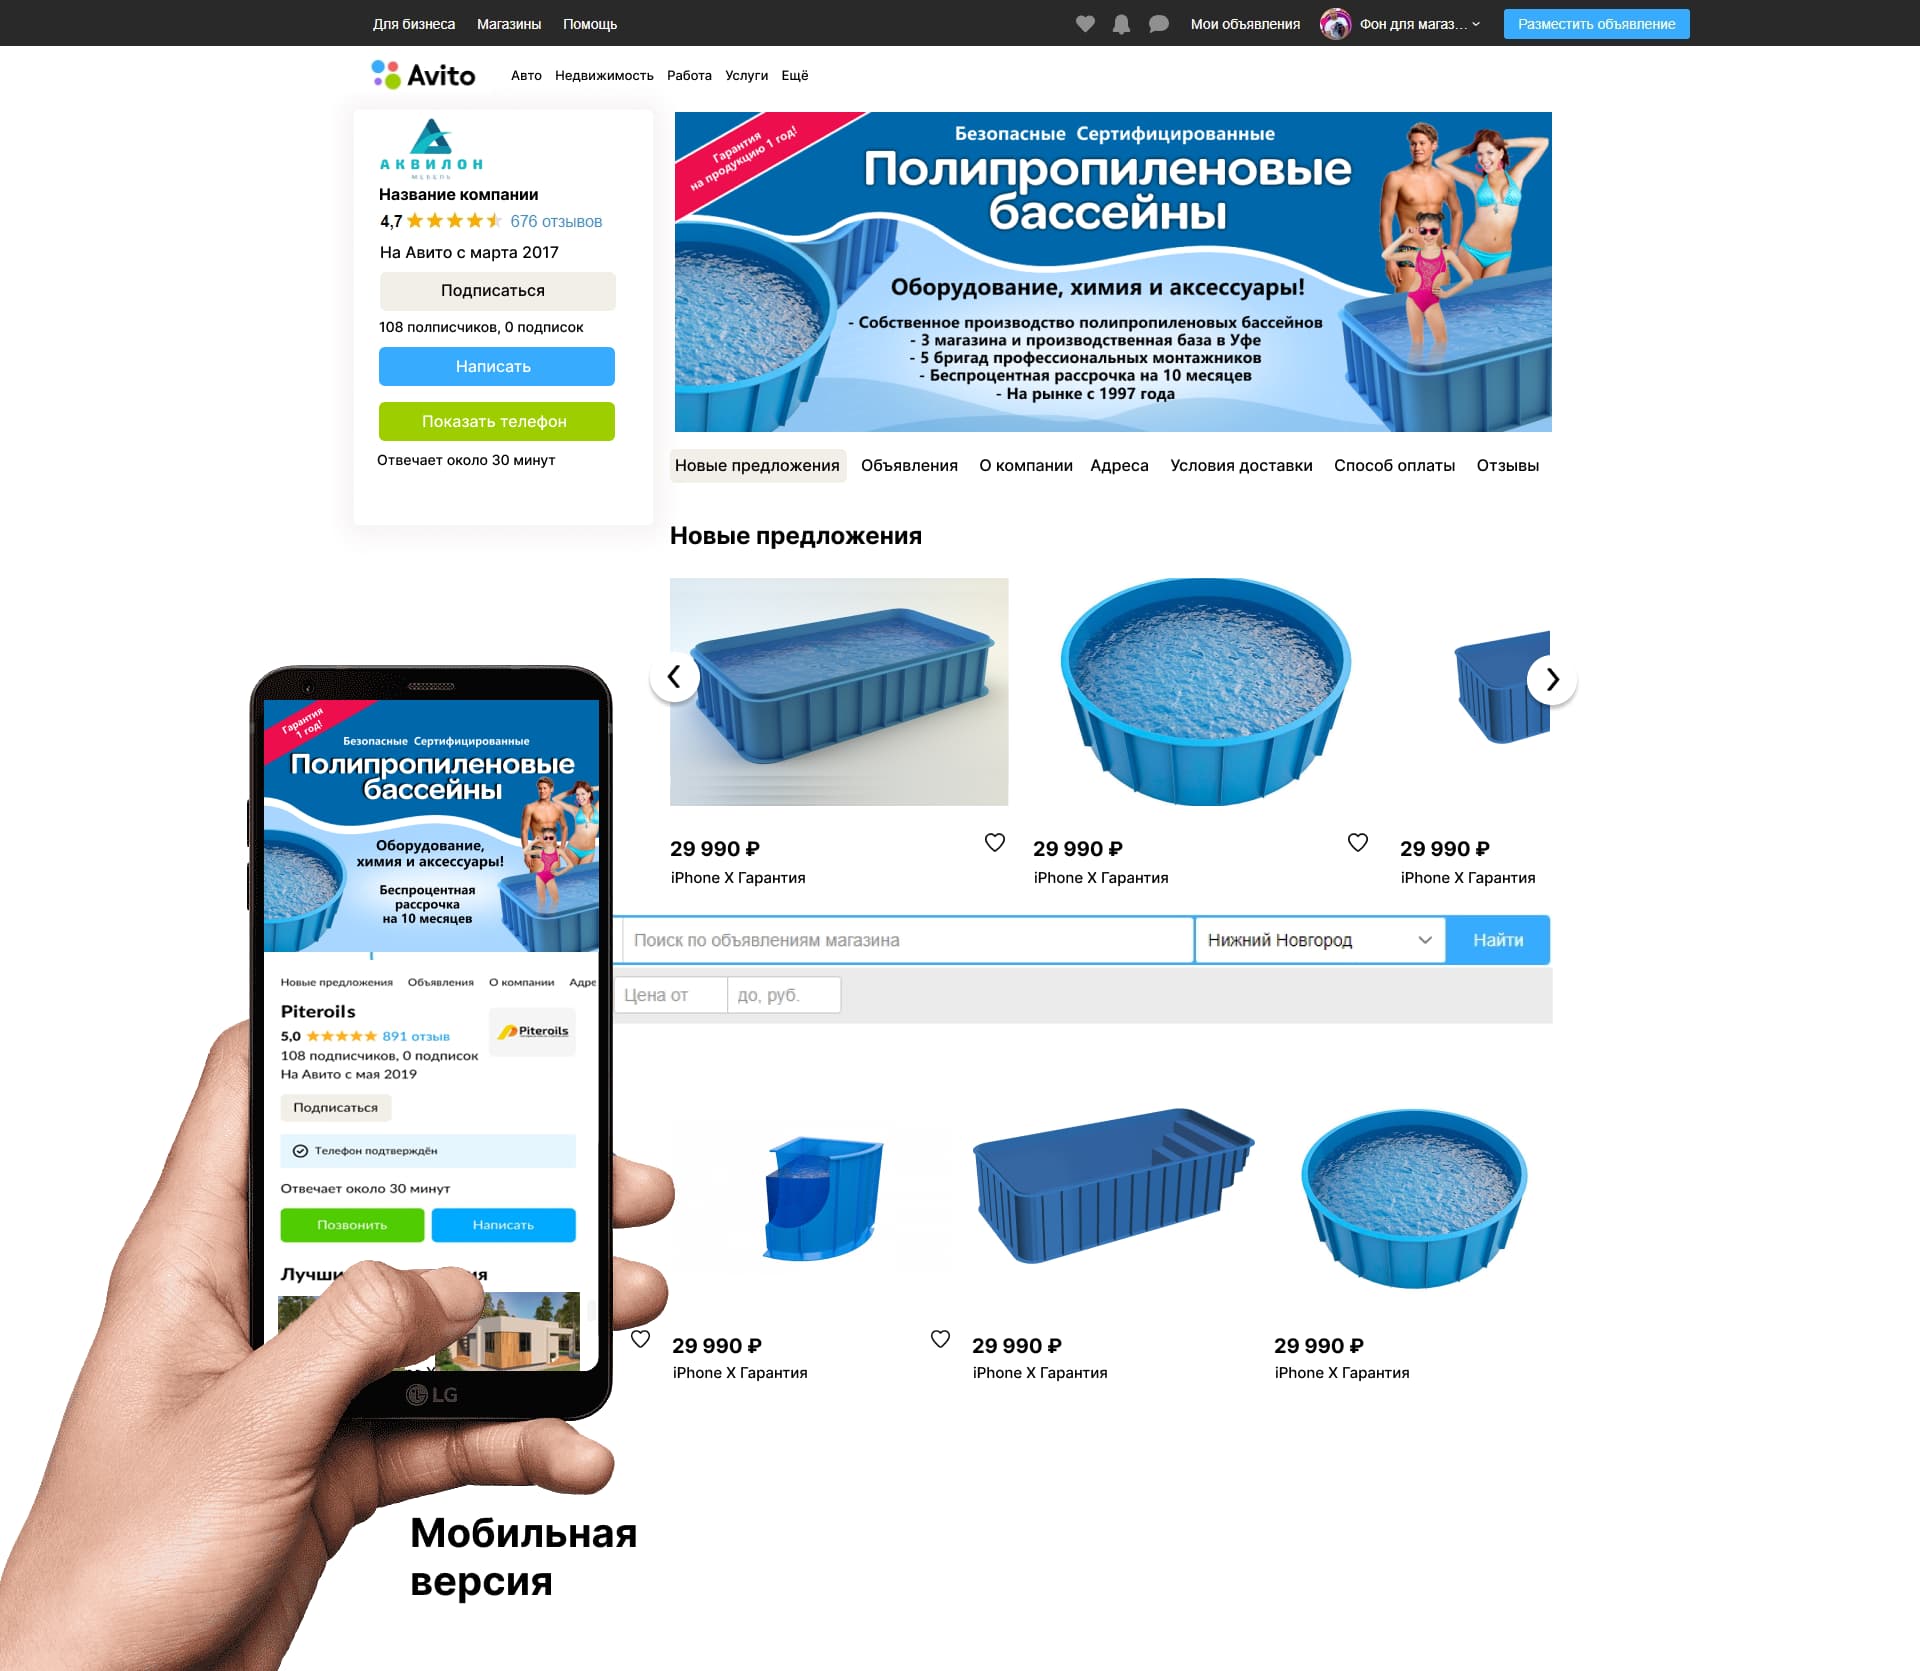 Для бизнеса Магазины Помощь Мои объявления Фон для магаз... Разместить объявление
Avito Авто Недвижимость Работа Услуги Ещё
АКВИЛОН
МЕБЕЛЬ
Название компании
4,7 676 отзывов
На Авито с марта 2017
Подписаться
108 полписчиков, 0 подписок
Написать
Показать телефон
Отвечает около 30 минут
Гарантия
на продукцию 1 год!
Безопасные Сертифицированные
Полипропиленовые
бассейны
Оборудование, химия и аксессуары!
- Собственное производство полипропиленовых бассейнов
- 3 магазина и производственная база в Уфе
- 5 бригад профессиональных монтажников
- Беспроцентная рассрочка на 10 месяцев
- На рынке с 1997 года
Новые предложения Объявления О компании Адреса Условия доставки Способ оплаты Отзывы
Новые предложения
29 990 ₽ 29 990 ₽ 29 990 ₽
iPhone X Гарантия iPhone X Гарантия iPhone X Гарантия
Поиск по объявлениям магазина Нижний Новгород Найти
Цена от до, руб.
29 990 ₽ 29 990 ₽ 29 990 ₽
iPhone X Гарантия iPhone X Гарантия iPhone X Гарантия
Гарантия
1 год!
Безопасные Сертифицированные
Полипропиленовые
бассейны
Оборудование,
химия и аксессуары!
Беспроцентная
рассрочка
на 10 месяцев
Новые предложения Объявления О компании Адре
Piteroils
Piteroils
5,0 891 отзыв
108 подписчиков, 0 подписок
На Авито с мая 2019
Подписаться
Телефон подтверждён
Отвечает около 30 минут
Позвонить Написать
LG
Мобильная
версия